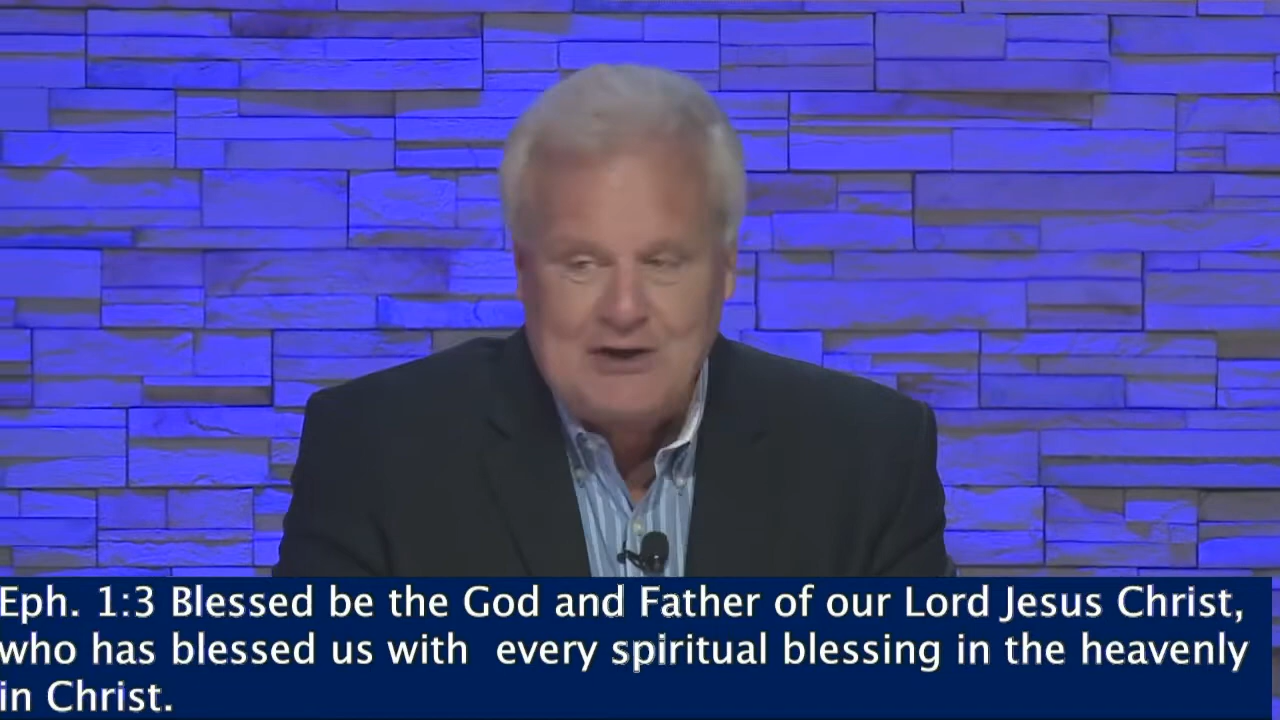 Eph. 1:3 Blessed be the God and Father of our Lord Jesus Christ,
who has blessed us with  every spiritual blessing in the heavenly
in Christ.